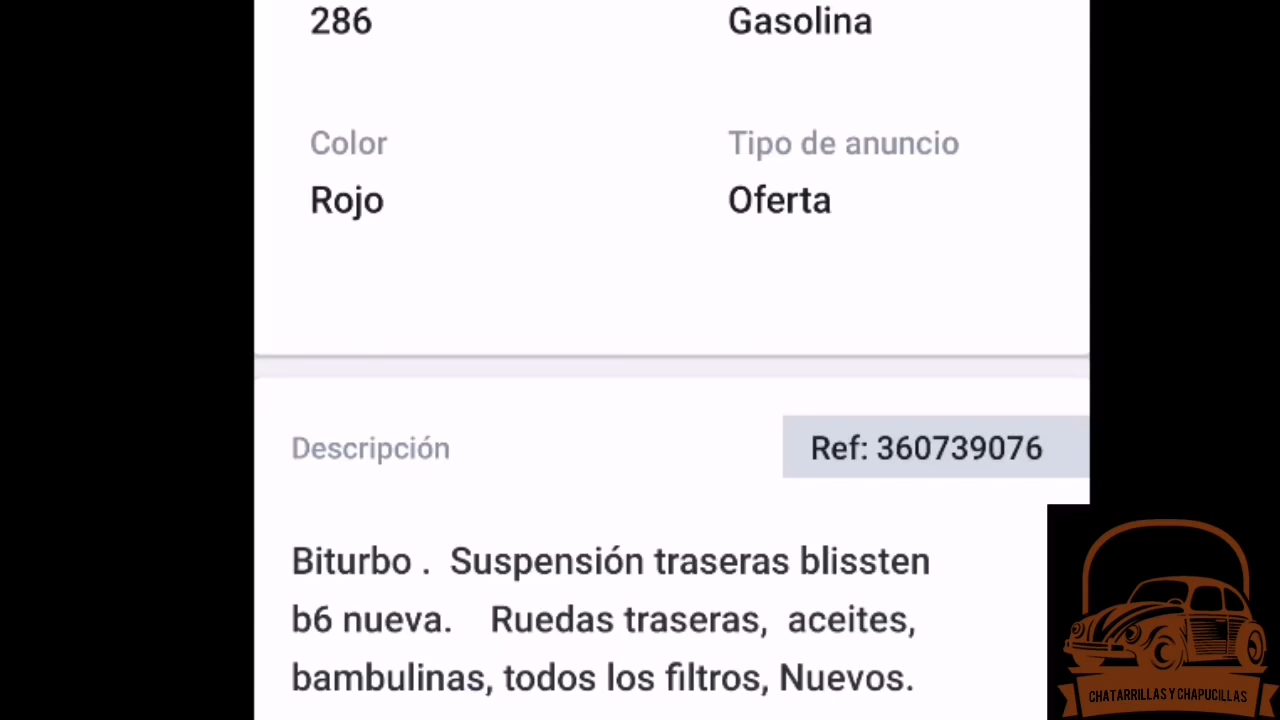 286
Gasolina
Color
Tipo de anuncio
Rojo
Oferta
Descripción
Ref: 360739076
Biturbo . Suspensión traseras blissten
b6 nueva. Ruedas traseras, aceites,
bambulinas, todos los filtros, Nuevos.
CHATARRILLAS Y CHAPUCILLAS